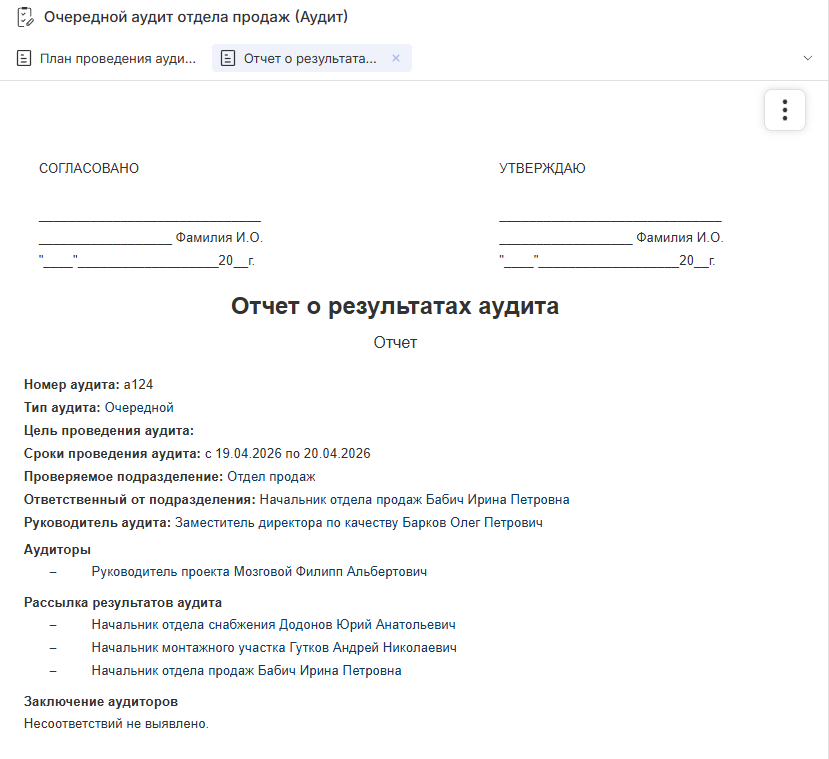 Очередной аудит отдела продаж (Аудит)
План проведения ауди... Отчет о результата... ×
СОГЛАСОВАНО УТВЕРЖДАЮ
______________________________ ______________________________
__________________ Фамилия И.О. __________________ Фамилия И.О.
"____"___________________20__г. "____"___________________20__г.
Отчет о результатах аудита
Отчет
Номер аудита: а124
Тип аудита: Очередной
Цель проведения аудита:
Сроки проведения аудита: с 19.04.2026 по 20.04.2026
Проверяемое подразделение: Отдел продаж
Ответственный от подразделения: Начальник отдела продаж Бабич Ирина Петровна
Руководитель аудита: Заместитель директора по качеству Барков Олег Петрович
Аудиторы
– Руководитель проекта Мозговой Филипп Альбертович
Рассылка результатов аудита
– Начальник отдела снабжения Додонов Юрий Анатольевич
– Начальник монтажного участка Гутков Андрей Николаевич
– Начальник отдела продаж Бабич Ирина Петровна
Заключение аудиторов
Несоответствий не выявлено.